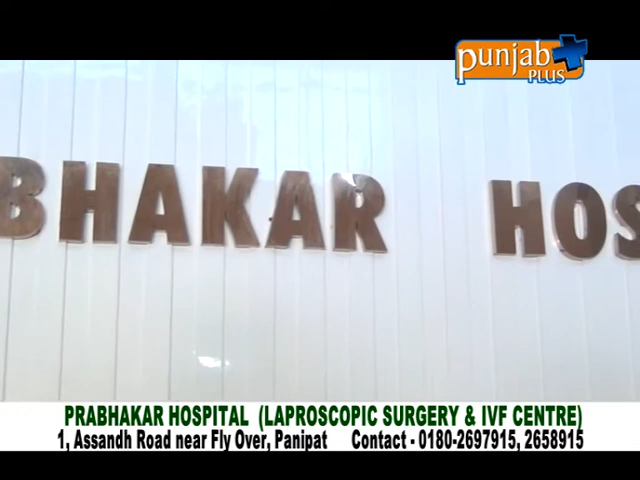 punjab
PLUS
BHAKAR HOS
PRABHAKAR HOSPITAL (LAPROSCOPIC SURGERY & IVF CENTRE)
1, Assandh Road near Fly Over, Panipat Contact - 0180-2697915, 2658915